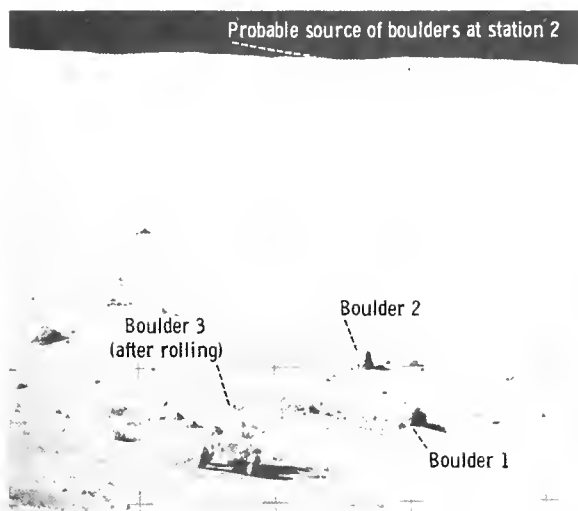 Probable source of boulders at station 2
Boulder 2
Boulder 3
(after rolling)
Boulder 1